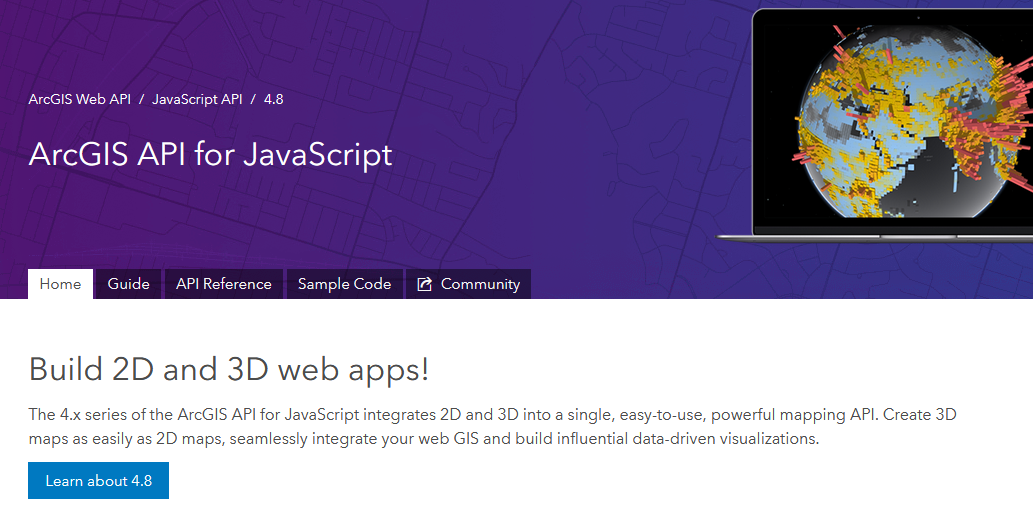 ArcGIS Web API / JavaScript API / 4.8
ArcGIS API for JavaScript
Home Guide API Reference Sample Code Community
Build 2D and 3D web apps!
The 4.x series of the ArcGIS API for JavaScript integrates 2D and 3D into a single, easy-to-use, powerful mapping API. Create 3D
maps as easily as 2D maps, seamlessly integrate your web GIS and build influential data-driven visualizations.
Learn about 4.8